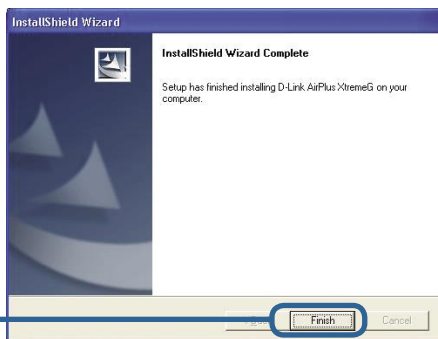 InstallShield Wizard
InstallShield Wizard Complete
Setup has finished installing D-Link AirPlus XtremeG on your
computer.
Finish
Cancel